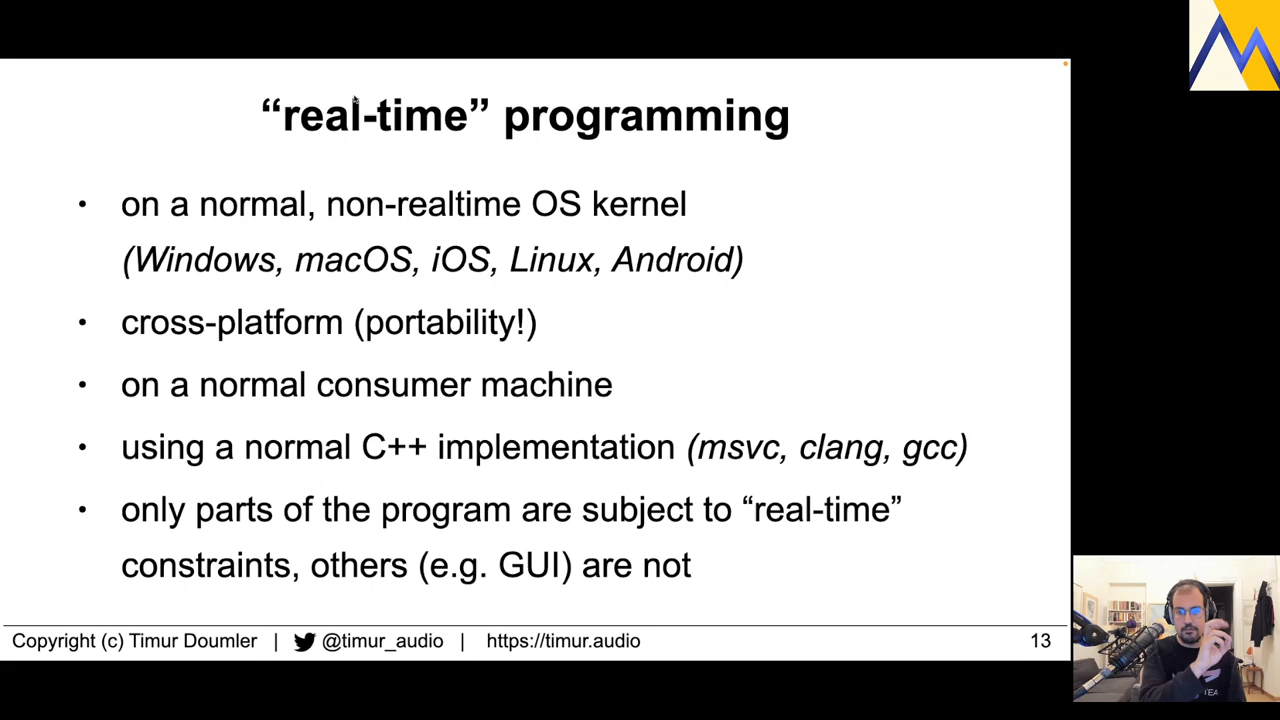 “real-time” programming
• on a normal, non-realtime OS kernel
(Windows, macOS, iOS, Linux, Android)
• cross-platform (portability!)
• on a normal consumer machine
• using a normal C++ implementation (msvc, clang, gcc)
• only parts of the program are subject to “real-time”
constraints, others (e.g. GUI) are not
Copyright (c) Timur Doumler | @timur_audio | https://timur.audio 13